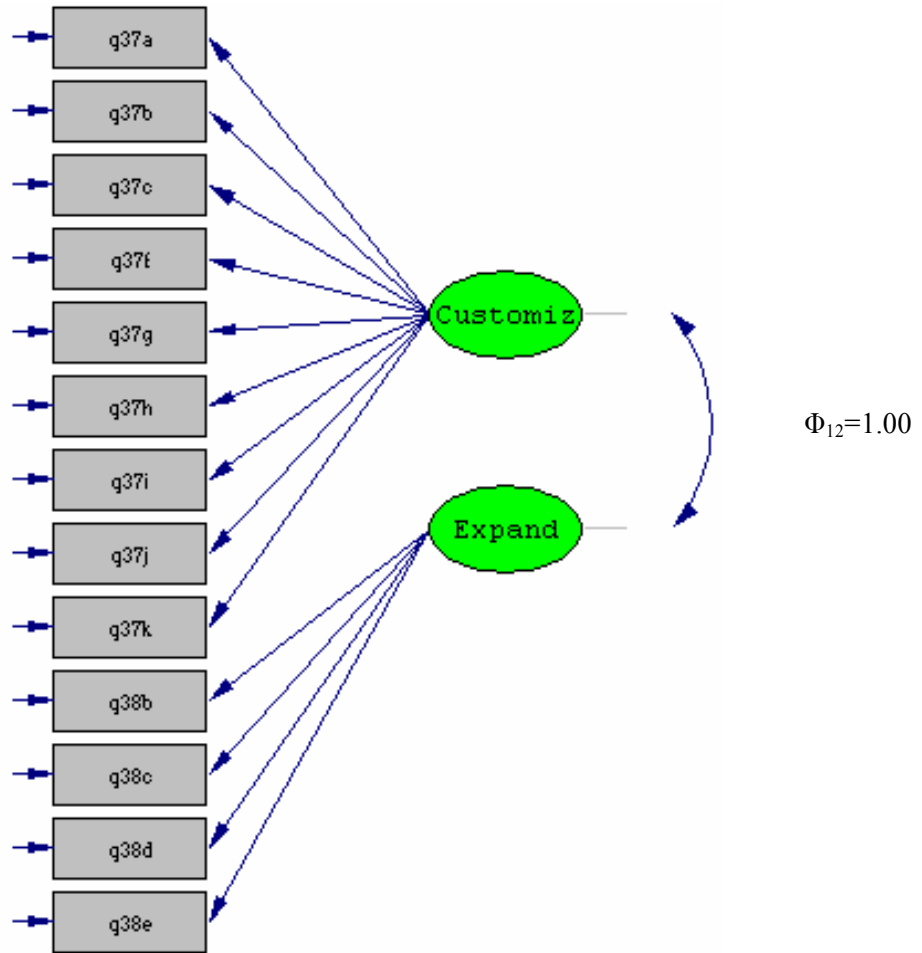 q37a
q37b
q37c
q37f
q37g
q37h
q37i
q37j
q37k
q38b
q38c
q38d
q38e
Customiz
Expand
Φ₁₂=1.00